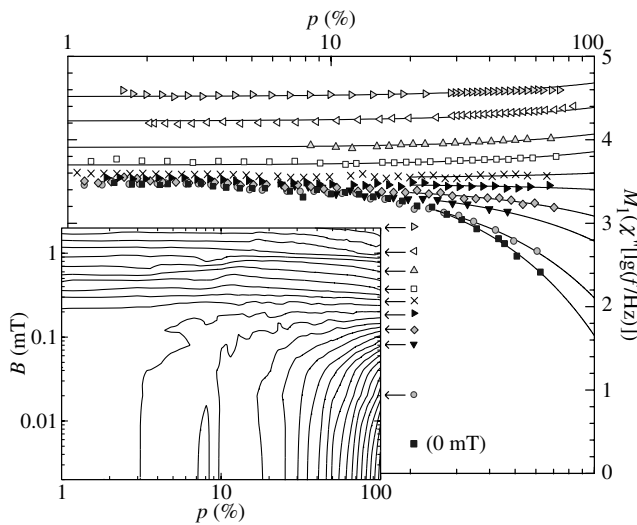 p (%)
1 10 100
5
4
3
2
1
0
M₁(χ″[lg(f/Hz)])
(0 mT)
1
0.1
0.01
B (mT)
1 10 100
p (%)